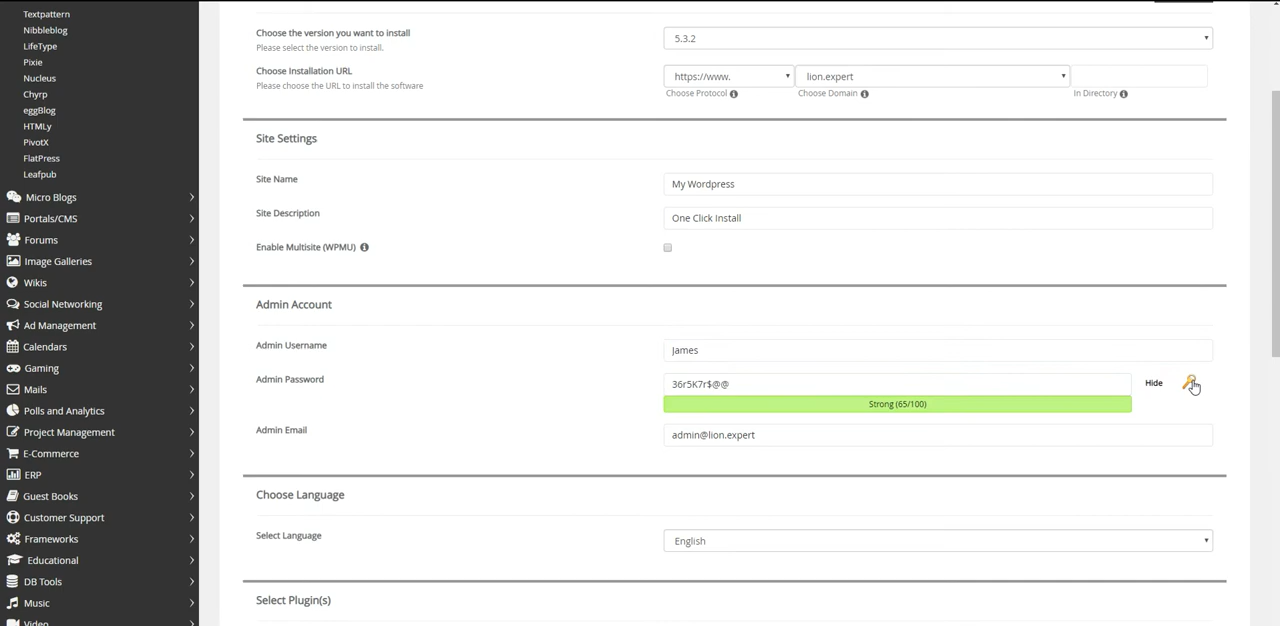 Textpattern
Nibbleblog
LifeType
Pixie
Nucleus
Chyrp
eggBlog
HTMLy
PivotX
FlatPress
Leafpub
Micro Blogs
Portals/CMS
Forums
Image Galleries
Wikis
Social Networking
Ad Management
Calendars
Gaming
Mails
Polls and Analytics
Project Management
E-Commerce
ERP
Guest Books
Customer Support
Frameworks
Educational
DB Tools
Music
Video
Choose the version you want to install
Please select the version to install.
5.3.2
Choose Installation URL
Please choose the URL to install the software
https://www.
lion.expert
Choose Protocol
Choose Domain
In Directory
Site Settings
Site Name
My Wordpress
Site Description
One Click Install
Enable Multisite (WPMU)
Admin Account
Admin Username
James
Admin Password
36r5K7r$@@
Hide
Strong (65/100)
Admin Email
admin@lion.expert
Choose Language
Select Language
English
Select Plugin(s)